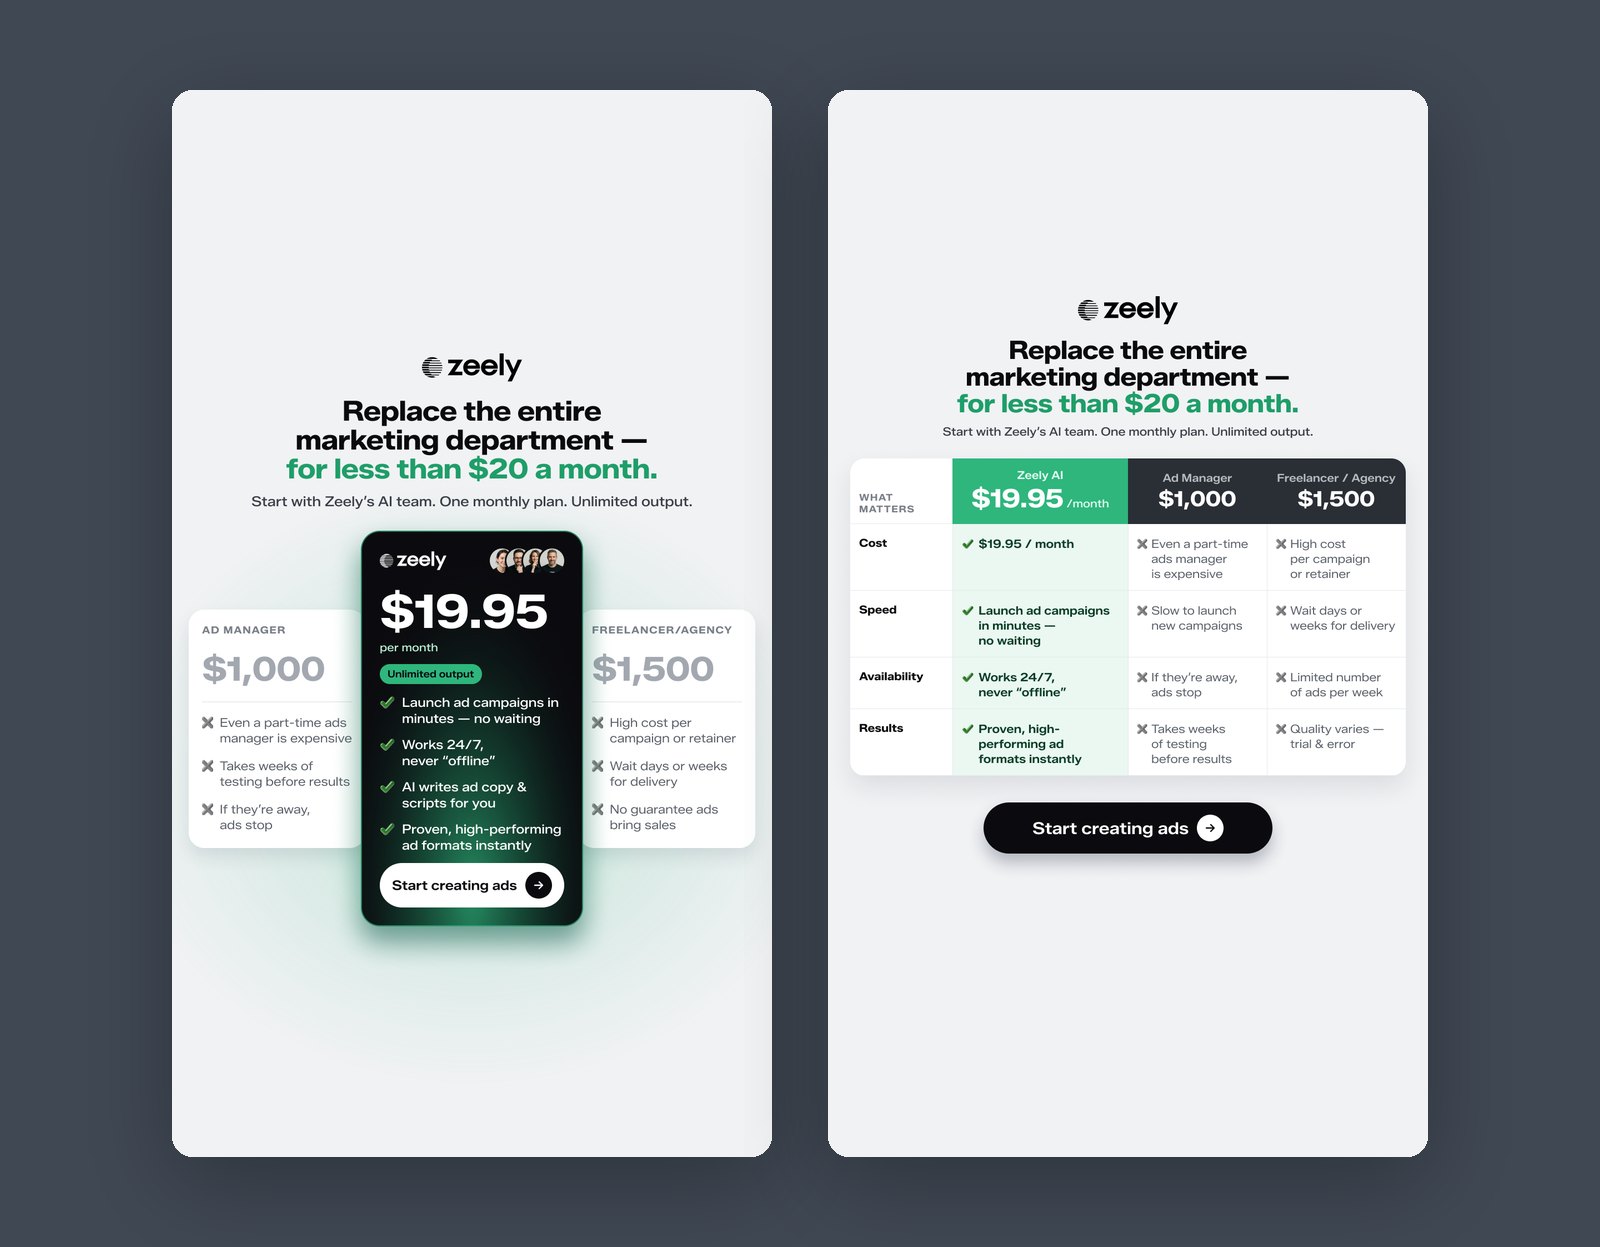 zeely
Replace the entire
marketing department —
for less than $20 a month.
Start with Zeely’s AI team. One monthly plan. Unlimited output.
AD MANAGER
$1,000
Even a part-time ads
manager is expensive
Takes weeks of
testing before results
If they’re away,
ads stop
zeely
$19.95
per month
Unlimited output
Launch ad campaigns in
minutes — no waiting
Works 24/7,
never “offline”
AI writes ad copy &
scripts for you
Proven, high-performing
ad formats instantly
Start creating ads
FREELANCER/AGENCY
$1,500
High cost per
campaign or retainer
Wait days or weeks
for delivery
No guarantee ads
bring sales
zeely
Replace the entire
marketing department —
for less than $20 a month.
Start with Zeely’s AI team. One monthly plan. Unlimited output.
WHAT
MATTERS
Zeely AI
$19.95 /month
Ad Manager
$1,000
Freelancer / Agency
$1,500
Cost
$19.95 / month
Even a part-time
ads manager
is expensive
High cost
per campaign
or retainer
Speed
Launch ad campaigns
in minutes —
no waiting
Slow to launch
new campaigns
Wait days or
weeks for delivery
Availability
Works 24/7,
never “offline”
If they’re away,
ads stop
Limited number
of ads per week
Results
Proven, high-
performing ad
formats instantly
Takes weeks
of testing
before results
Quality varies —
trial & error
Start creating ads